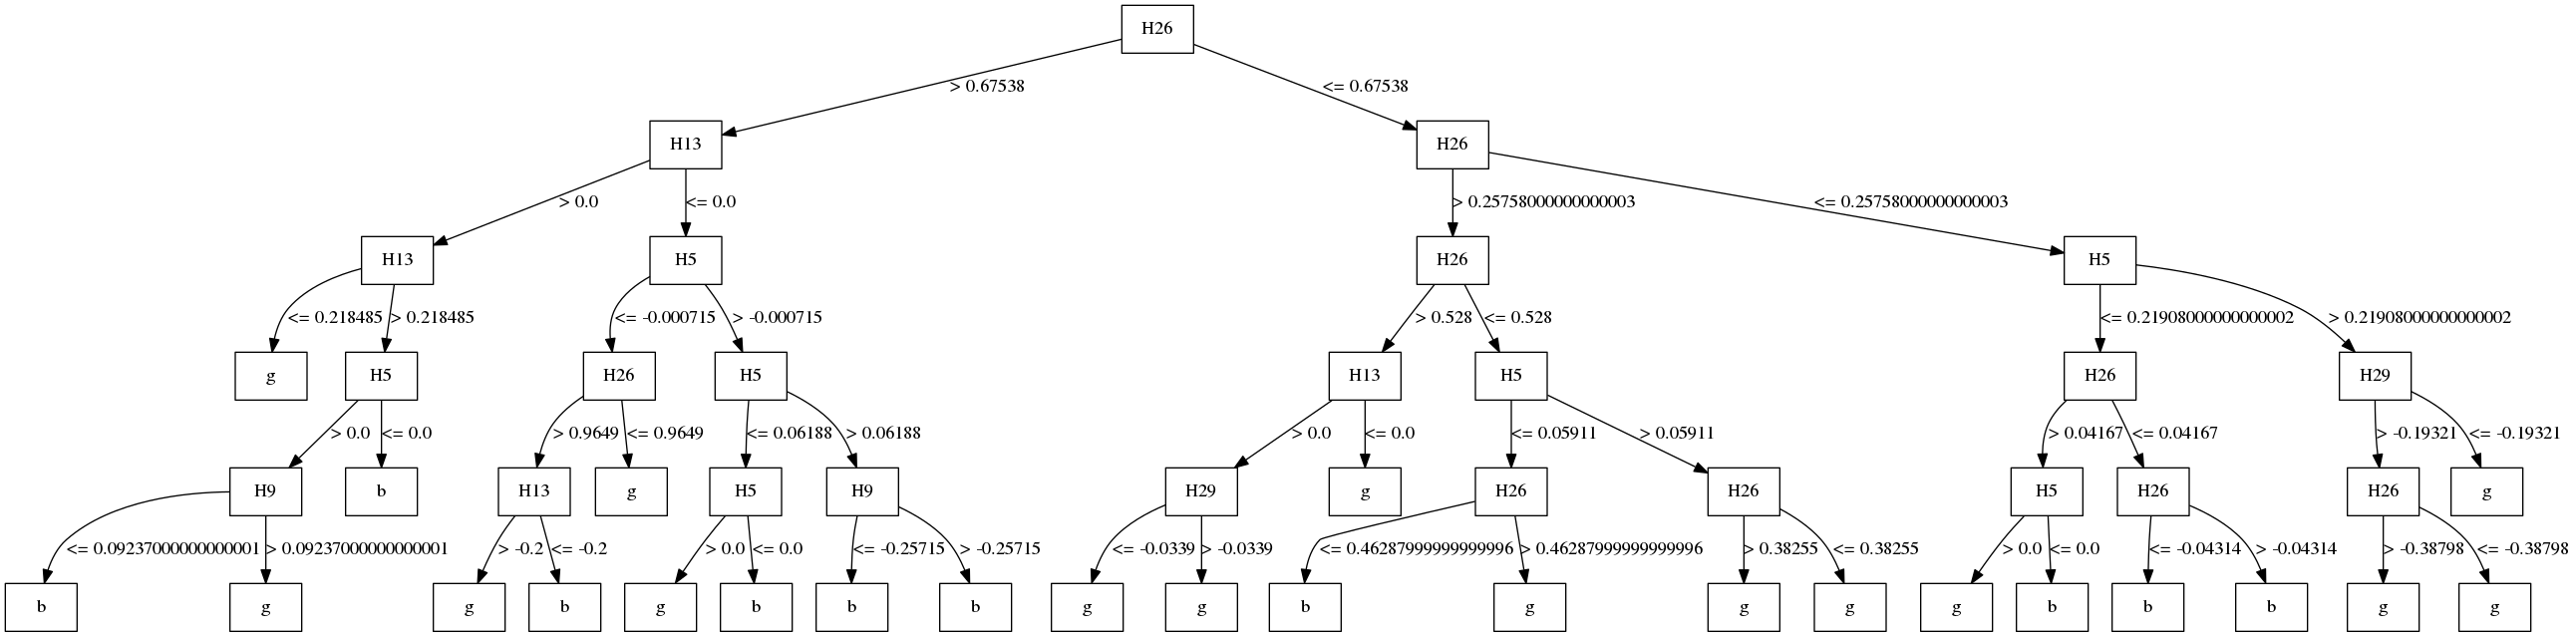 H26
> 0.67538
<= 0.67538
H13
H26
> 0.0
<= 0.0
> 0.25758000000000003
<= 0.25758000000000003
H13
H5
H26
H5
<= 0.218485
> 0.218485
<= -0.000715
> -0.000715
> 0.528
<= 0.528
<= 0.21908000000000002
> 0.21908000000000002
g
H5
H26
H5
H13
H5
H26
H29
> 0.0
<= 0.0
> 0.9649
<= 0.9649
<= 0.06188
> 0.06188
> 0.0
<= 0.0
<= 0.05911
> 0.05911
> 0.04167
<= 0.04167
> -0.19321
<= -0.19321
H9
b
H13
g
H5
H9
H29
g
H26
H26
H5
H26
H26
g
<= 0.09237000000000001
> 0.09237000000000001
> -0.2
<= -0.2
> 0.0
<= 0.0
<= -0.25715
> -0.25715
<= -0.0339
> -0.0339
<= 0.46287999999999996
> 0.46287999999999996
> 0.38255
<= 0.38255
> 0.0
<= 0.0
<= -0.04314
> -0.04314
> -0.38798
<= -0.38798
b
g
g
b
g
b
b
b
g
g
b
g
g
g
g
b
b
b
g
g